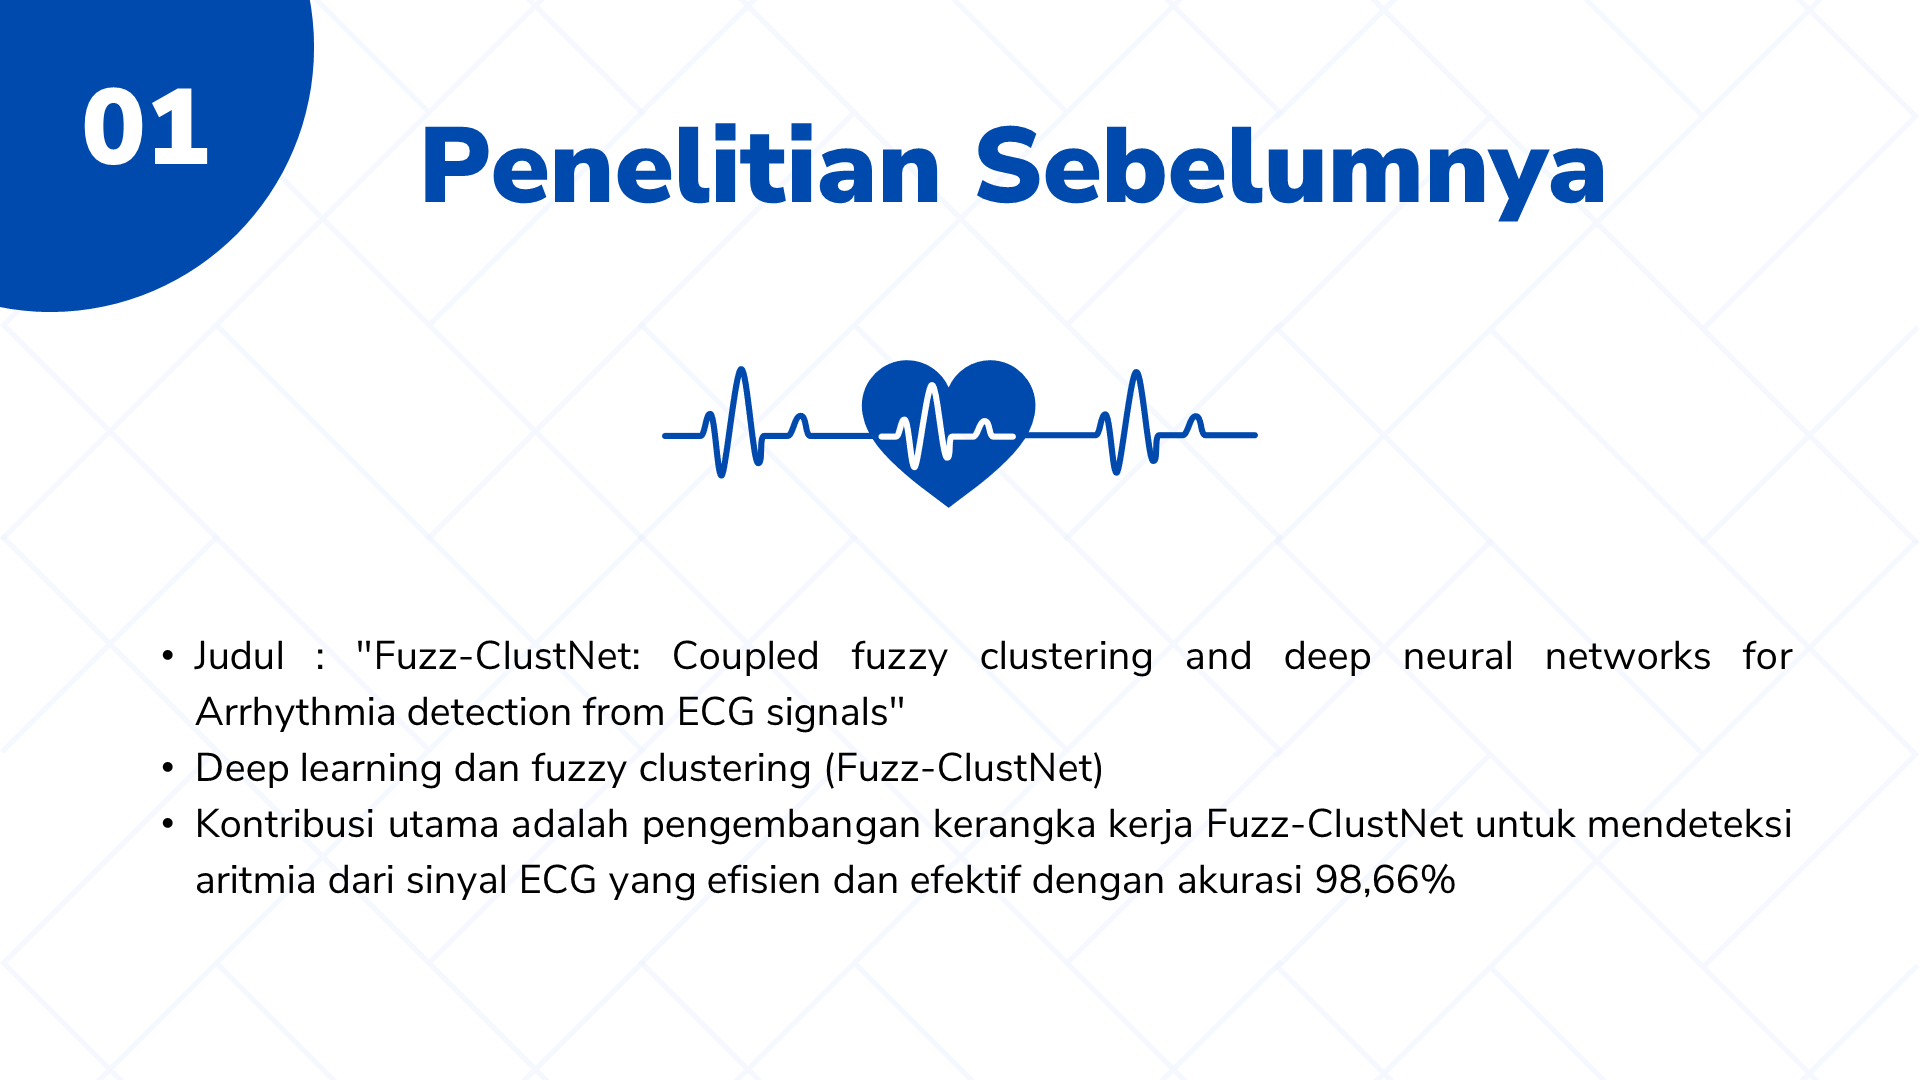 01
Penelitian Sebelumnya
• Judul : "Fuzz-ClustNet: Coupled fuzzy clustering and deep neural networks for
Arrhythmia detection from ECG signals"
• Deep learning dan fuzzy clustering (Fuzz-ClustNet)
• Kontribusi utama adalah pengembangan kerangka kerja Fuzz-ClustNet untuk mendeteksi
aritmia dari sinyal ECG yang efisien dan efektif dengan akurasi 98,66%